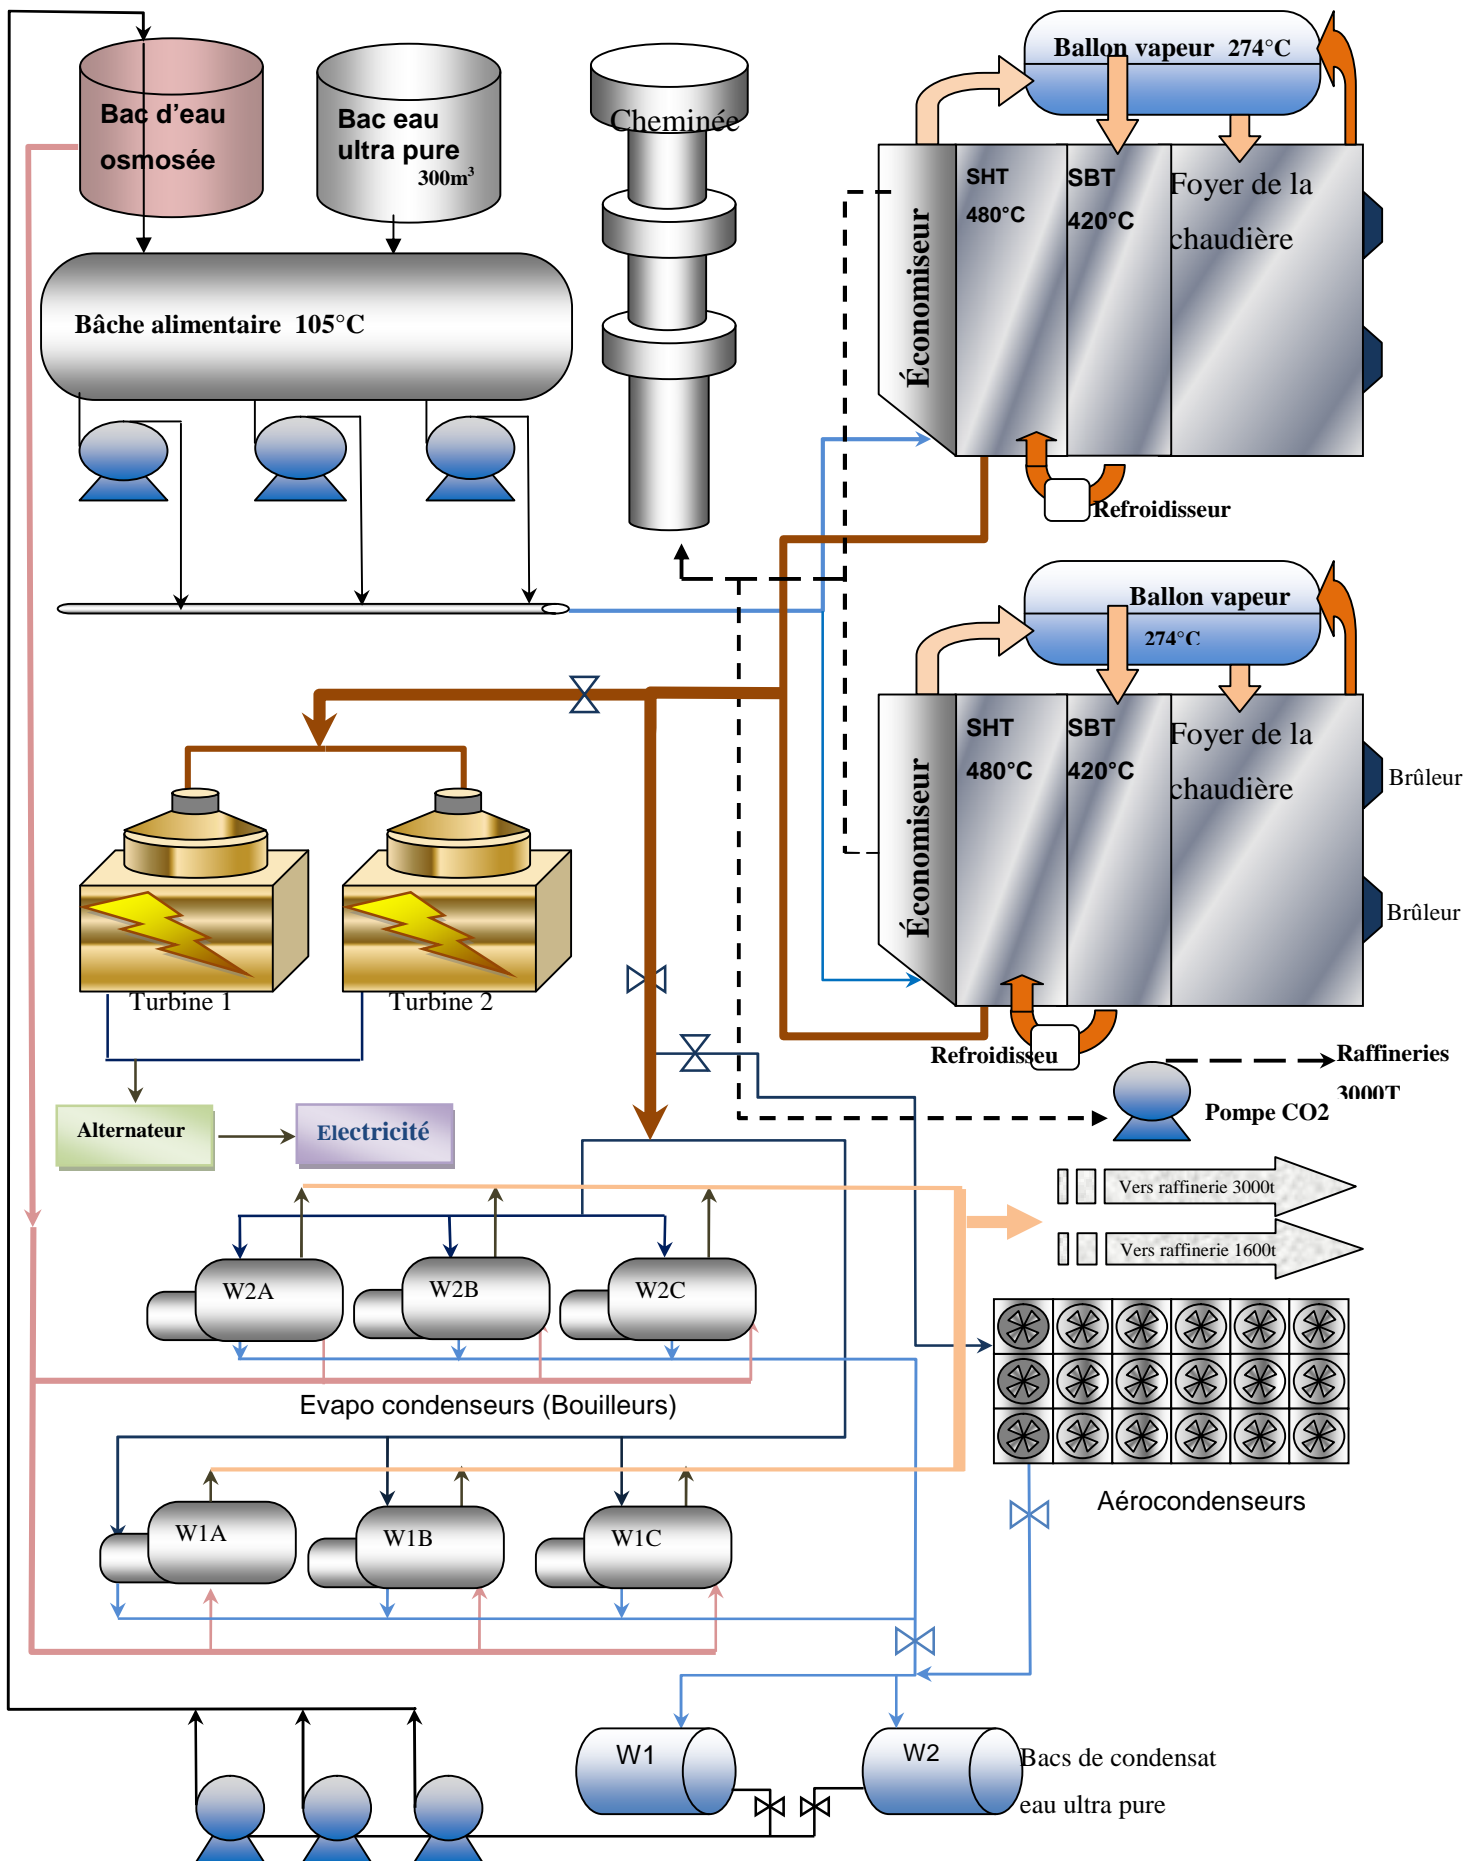 Bac d’eau
osmosée
Bac eau
ultra pure
300m³
Cheminée
Ballon vapeur 274°C
Économiseur
SHT
480°C
SBT
420°C
Foyer de la
chaudière
Refroidisseur
Bâche alimentaire 105°C
Ballon vapeur
274°C
Économiseur
SHT
480°C
SBT
420°C
Foyer de la
chaudière
Brûleur
Brûleur
Refroidisseu
Turbine 1
Turbine 2
Alternateur
Electricité
Raffineries
3000T
Pompe CO2
Vers raffinerie 3000t
Vers raffinerie 1600t
W2A
W2B
W2C
Evapo condenseurs (Bouilleurs)
W1A
W1B
W1C
Aérocondenseurs
W1
W2
Bacs de condensat
eau ultra pure